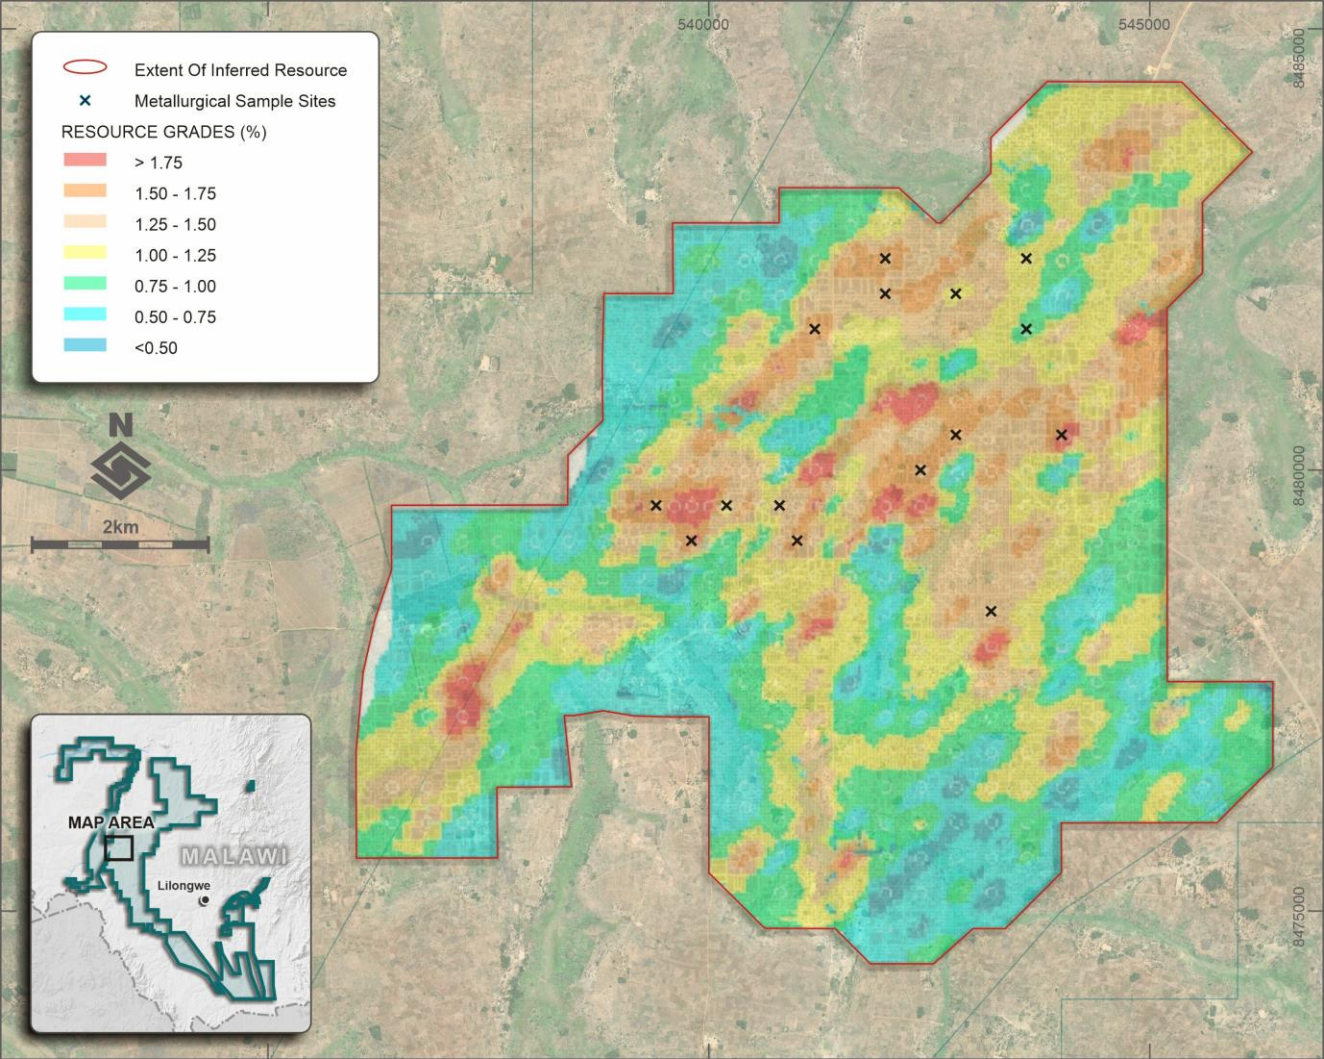 540000
545000
8485000
Extent Of Inferred Resource
Metallurgical Sample Sites
RESOURCE GRADES (%)
> 1.75
1.50 - 1.75
1.25 - 1.50
1.00 - 1.25
0.75 - 1.00
0.50 - 0.75
<0.50
N
8480000
2km
MAP AREA
MALAWI
Lilongwe
8475000